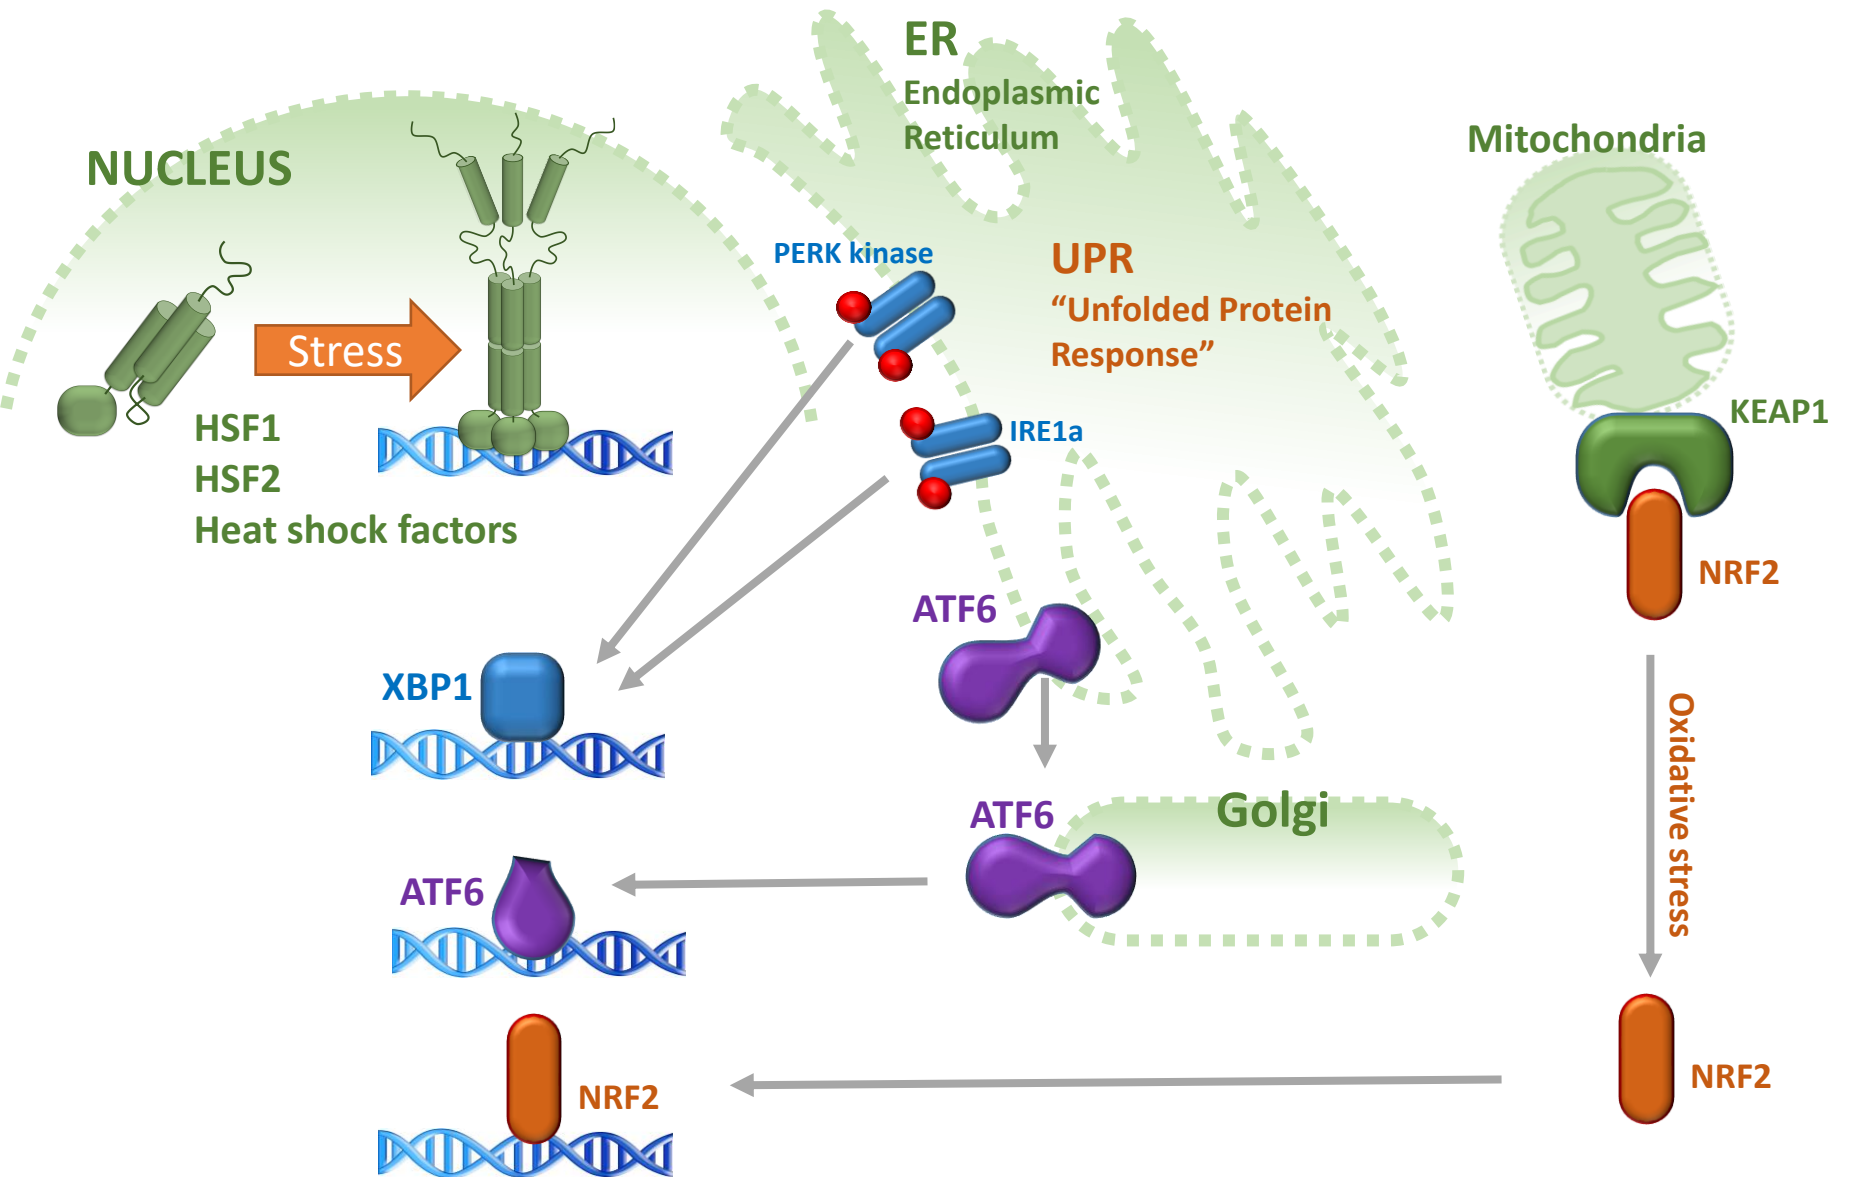 ER
Endoplasmic
Reticulum
NUCLEUS
Mitochondria
PERK kinase
UPR
“Unfolded Protein
Response”
Stress
HSF1
HSF2
Heat shock factors
IRE1a
KEAP1
NRF2
ATF6
XBP1
Oxidative stress
Golgi
ATF6
ATF6
NRF2
NRF2